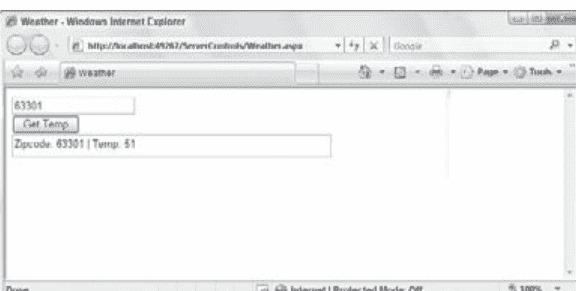 Weather - Windows Internet Explorer
http://localhost:49267/ServerControls/Weather.aspx
Google
Weather
Page
Tools
63301
Get Temp
Zipcode: 63301 | Temp: 51
Done
Internet | Protected Mode: Off
100%